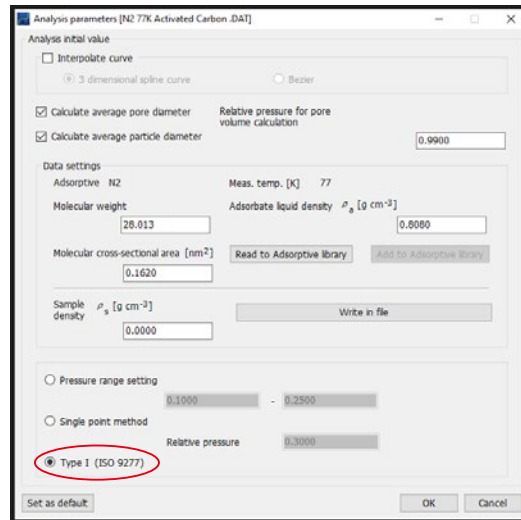 Analysis parameters [N2 77K Activated Carbon .DAT]
Analysis initial value
Interpolate curve
3 dimensional spline curve Bezier
Calculate average pore diameter
Calculate average particle diameter
Relative pressure for pore
volume calculation
0.9900
Data settings
Adsorptive N2 Meas. temp. [K] 77
Molecular weight Adsorbate liquid density ρa [g cm-3]
28.013 0.8080
Molecular cross-sectional area [nm2] Read to Adsorptive library Add to Adsorptive library
0.1620
Sample
density ρs [g cm-3]
0.0000
Write in file
Pressure range setting
0.1000 - 0.2500
Single point method
Relative pressure 0.3000
Type I (ISO 9277)
Set as default OK Cancel